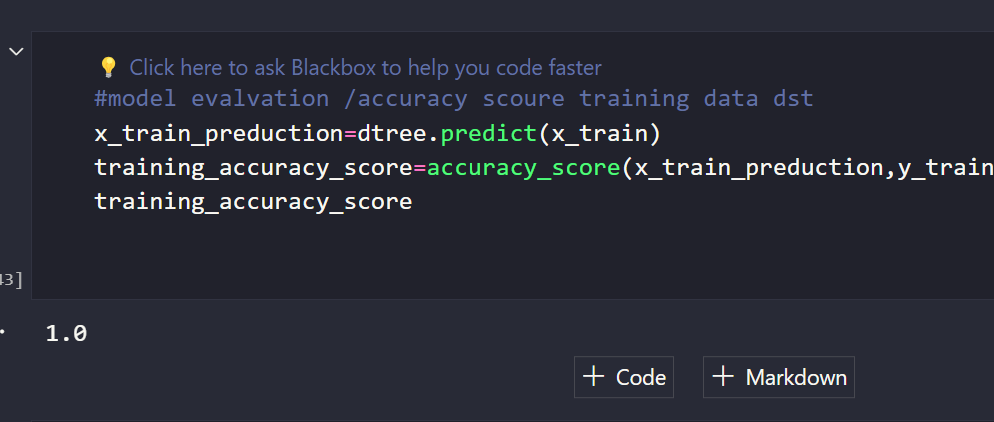 💡 Click here to ask Blackbox to help you code faster
#model evalvation /accuracy scoure training data dst
x_train_preduction=dtree.predict(x_train)
training_accuracy_score=accuracy_score(x_train_preduction,y_train
training_accuracy_score
43]
1.0
+ Code + Markdown